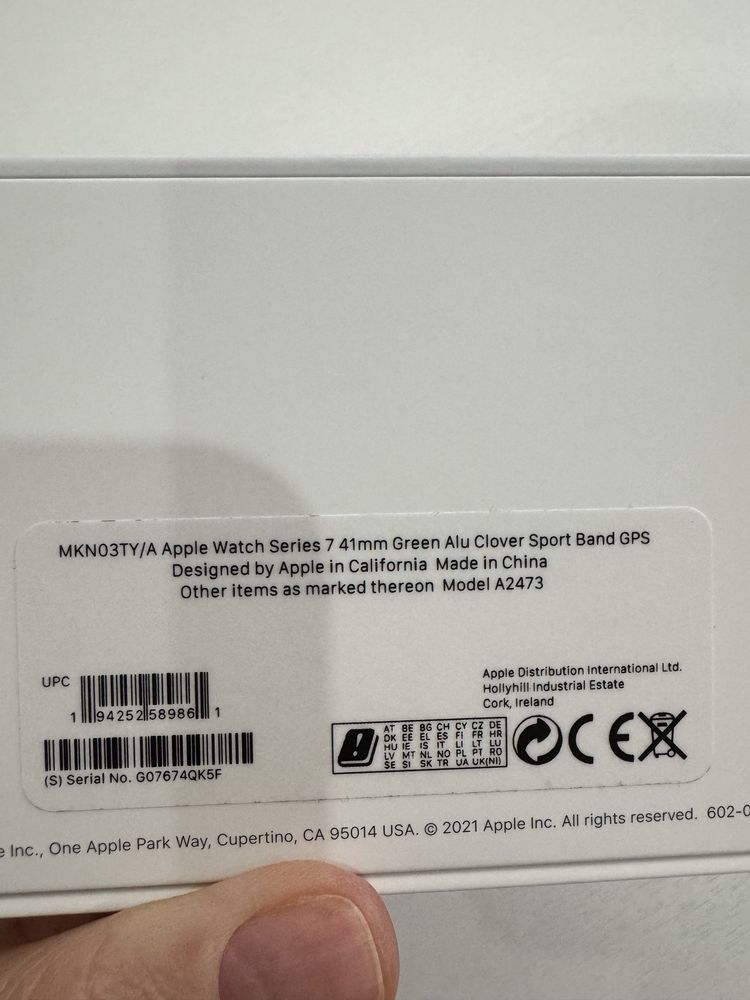 MKN03TY/A Apple Watch Series 7 41mm Green Alu Clover Sport Band GPS
Designed by Apple in California Made in China
Other items as marked thereon Model A2473
UPC
1 94252 58986 1
(S) Serial No. G07674QK5F
Apple Distribution International Ltd.
Hollyhill Industrial Estate
Cork, Ireland
AT BE BG CH CY CZ DE
DK EE EL ES FI FR HR
HU IE IS IT LI LT LU
LV MT NL NO PL PT RO
SE SI SK TR UA UK(NI)
CE
Inc., One Apple Park Way, Cupertino, CA 95014 USA. © 2021 Apple Inc. All rights reserved.